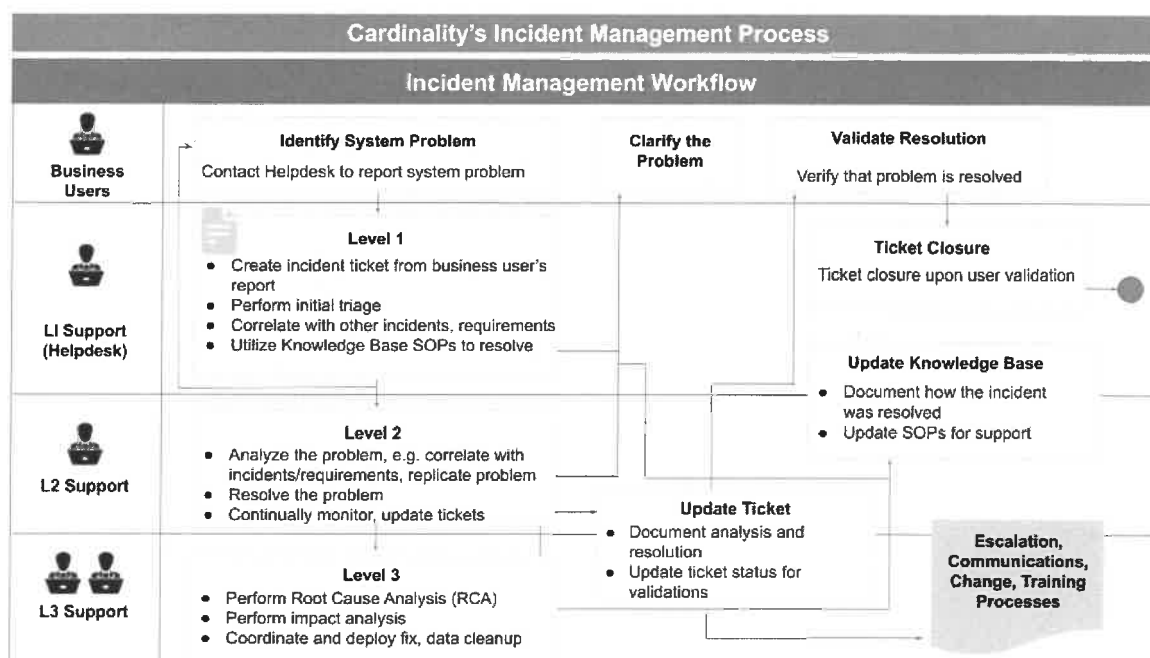 Cardinality's Incident Management Process
Incident Management Workflow
Business
Users
Identify System Problem
Contact Helpdesk to report system problem
Clarify the
Problem
Validate Resolution
Verify that problem is resolved
LI Support
(Helpdesk)
Level 1
● Create incident ticket from business user's
report
● Perform initial triage
● Correlate with other incidents, requirements
● Utilize Knowledge Base SOPs to resolve
Ticket Closure
Ticket closure upon user validation
Update Knowledge Base
● Document how the incident
was resolved
● Update SOPs for support
L2 Support
Level 2
● Analyze the problem, e.g. correlate with
incidents/requirements, replicate problem
● Resolve the problem
● Continually monitor, update tickets
Update Ticket
● Document analysis and
resolution
● Update ticket status for
validations
L3 Support
Level 3
● Perform Root Cause Analysis (RCA)
● Perform impact analysis
● Coordinate and deploy fix, data cleanup
Escalation,
Communications,
Change, Training
Processes